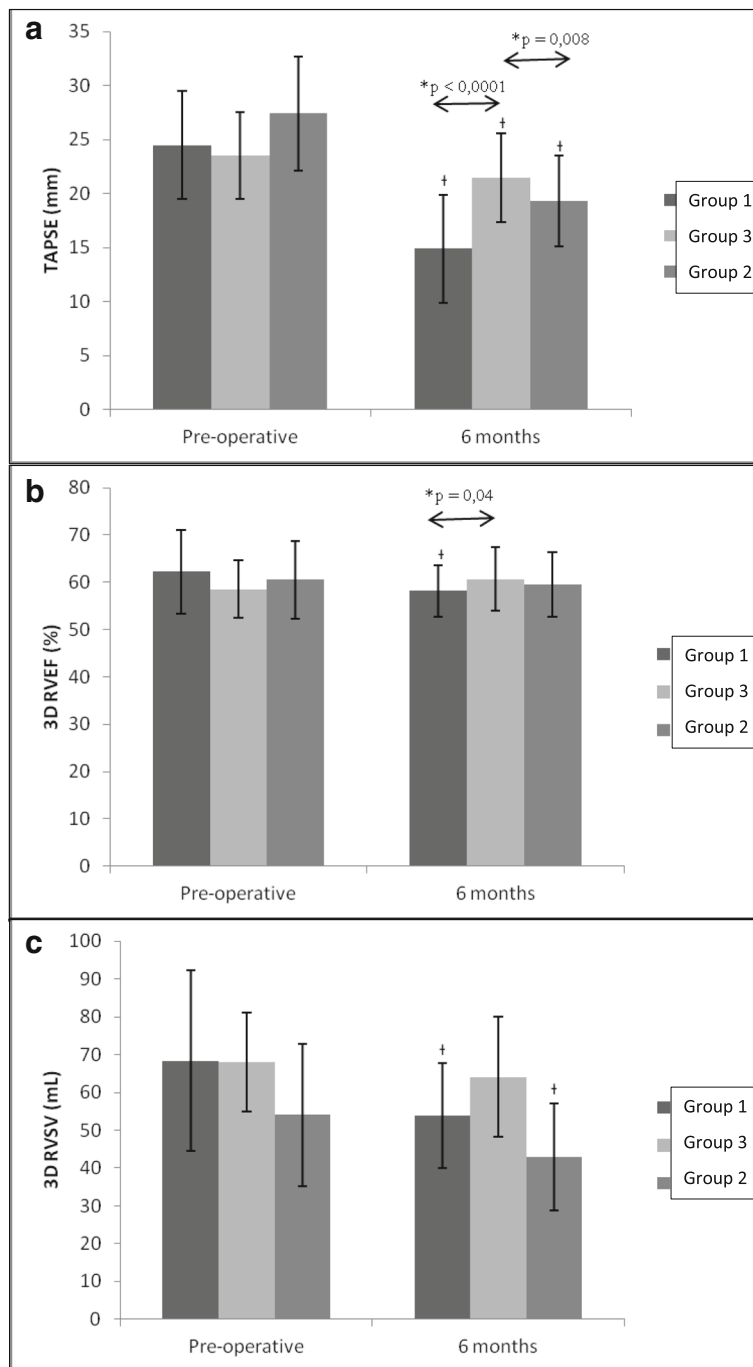 a
TAPSE (mm)
35
30
25
20
15
10
5
0
*p = 0,008
*p < 0,0001
ƚ
ƚ
ƚ
Pre-operative
6 months
Group 1
Group 3
Group 2
b
3D RVEF (%)
80
70
60
50
40
30
20
10
0
*p = 0,04
ƚ
Pre-operative
6 months
Group 1
Group 3
Group 2
c
3D RVSV (mL)
100
90
80
70
60
50
40
30
20
10
0
ƚ
ƚ
Pre-operative
6 months
Group 1
Group 3
Group 2